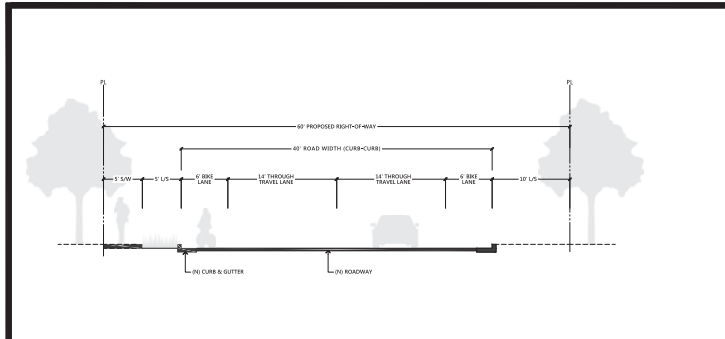 PL
PL
60' PROPOSED RIGHT-OF-WAY
40' ROAD WIDTH (CURB-CURB)
5' S/W
5' L/S
6' BIKE
LANE
14' THROUGH
TRAVEL LANE
14' THROUGH
TRAVEL LANE
6' BIKE
LANE
10' L/S
(N) CURB & GUTTER
(N) ROADWAY